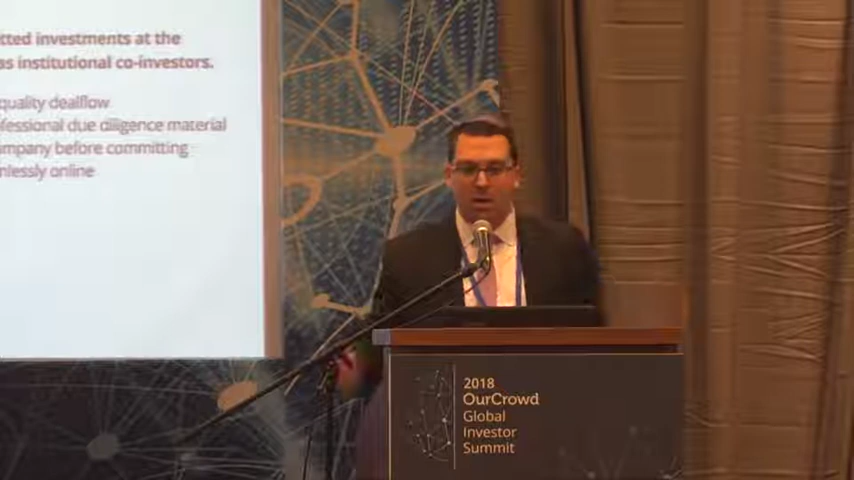 tted investments at the
as institutional co-investors.
quality dealflow
fessional due diligence material
mpany before committing
nlessly online
2018
OurCrowd
Global
Investor
Summit